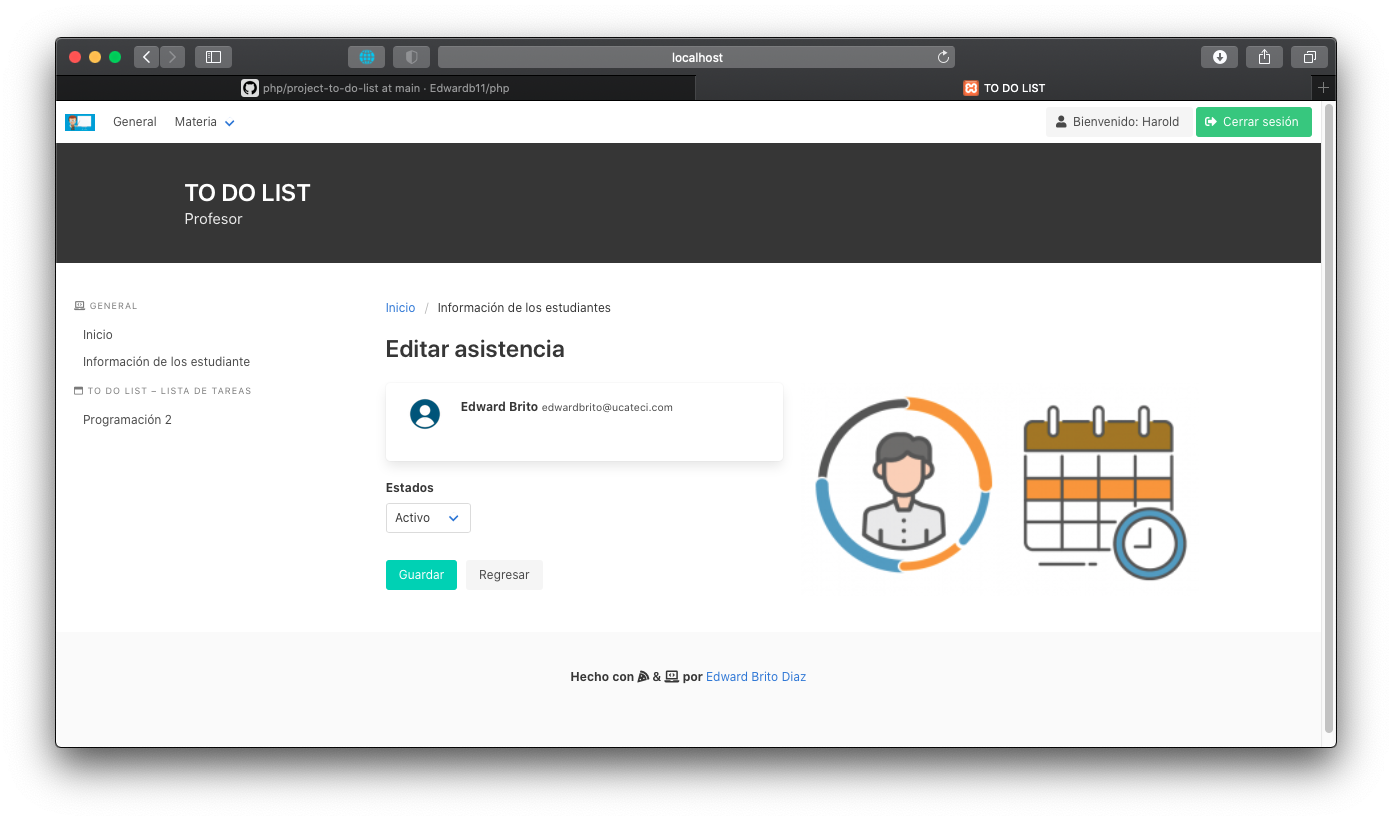 localhost
php/project-to-do-list at main · Edwardb11/php
TO DO LIST
General Materia Bienvenido: Harold Cerrar sesión
TO DO LIST
Profesor
GENERAL
Inicio
Información de los estudiante
TO DO LIST – LISTA DE TAREAS
Programación 2
Inicio / Información de los estudiantes
Editar asistencia
Edward Brito edwardbrito@ucateci.com
Estados
Activo
Guardar Regresar
Hecho con & por Edward Brito Diaz